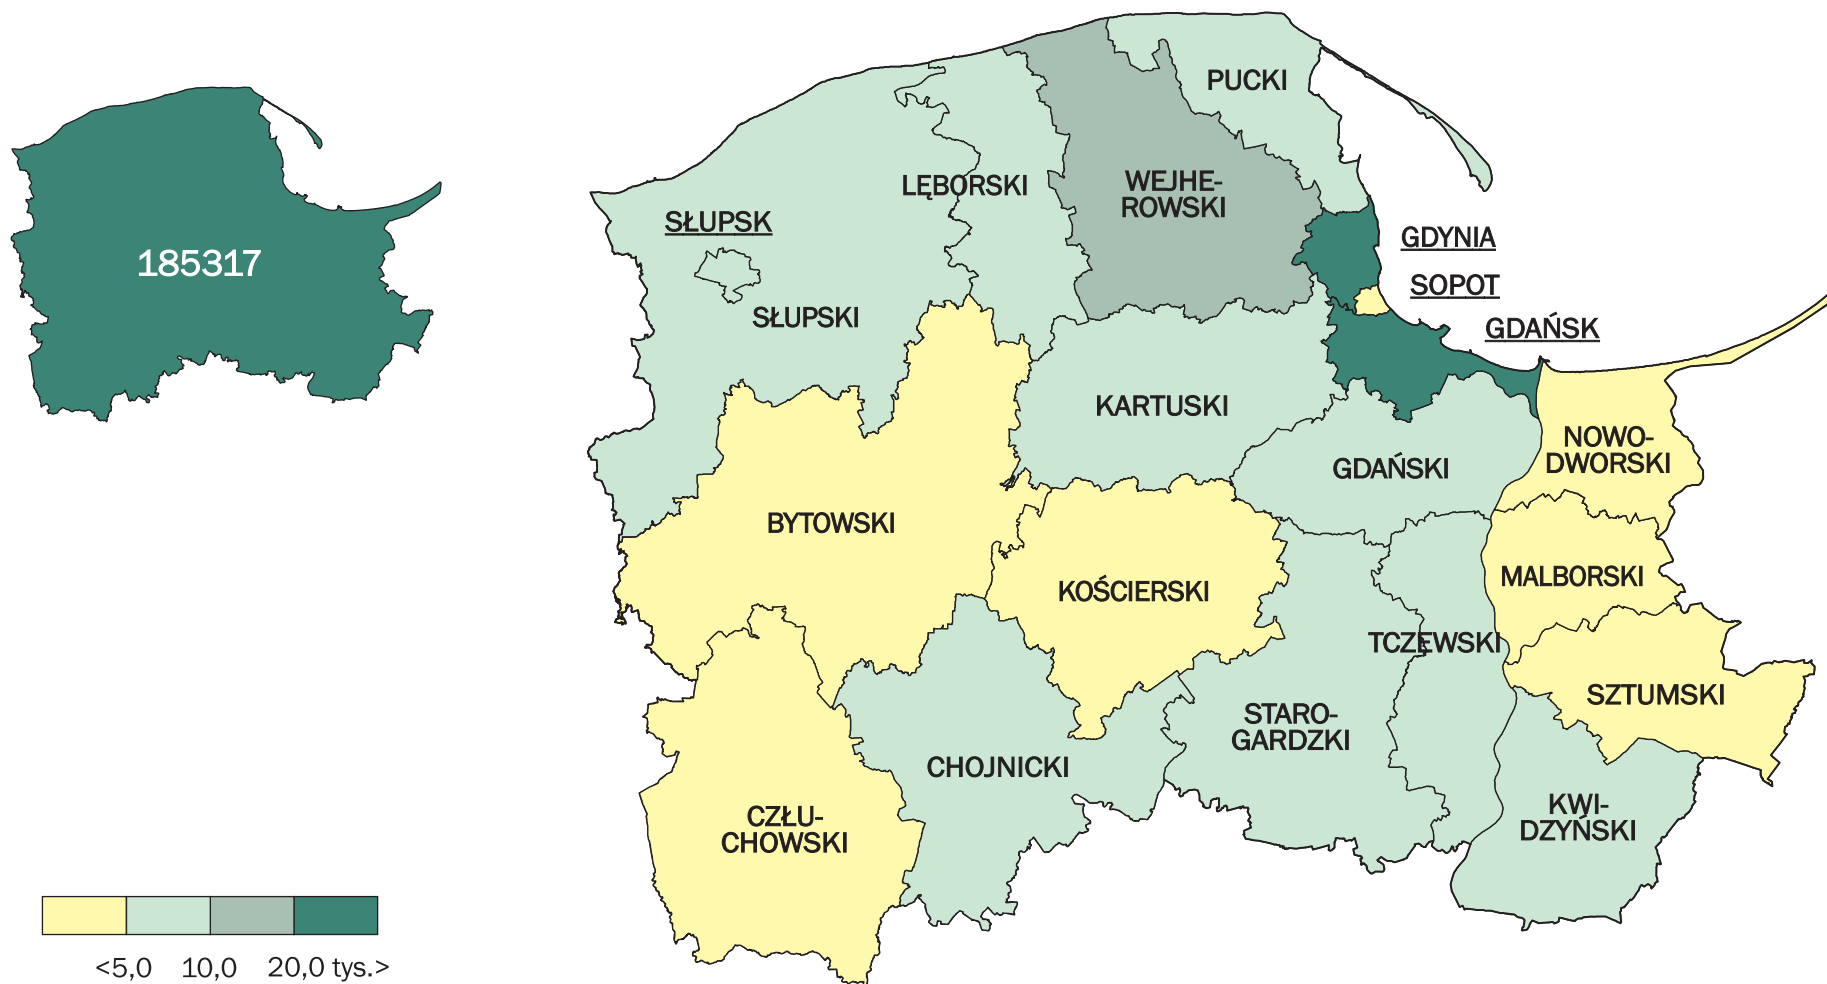 185317
PUCKI
LĘBORSKI
WEJHE-
ROWSKI
SŁUPSK
GDYNIA
SOPOT
SŁUPSKI
GDAŃSK
KARTUSKI
NOWO-
DWORSKI
GDAŃSKI
BYTOWSKI
MALBORSKI
KOŚCIERSKI
TCZEWSKI
SZTUMSKI
STARO-
GARDZKI
CHOJNICKI
CZŁU-
CHOWSKI
KWI-
DZYŃSKI
<5,0 10,0 20,0 tys.>